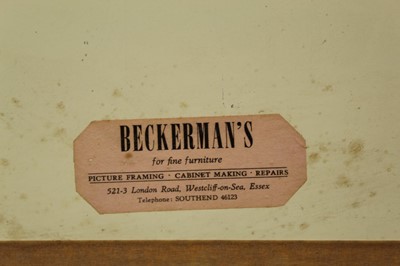 BECKERMAN'S
for fine furniture
PICTURE FRAMING · CABINET MAKING · REPAIRS
521-3 London Road, Westcliff-on-Sea, Essex
Telephone: SOUTHEND 46123